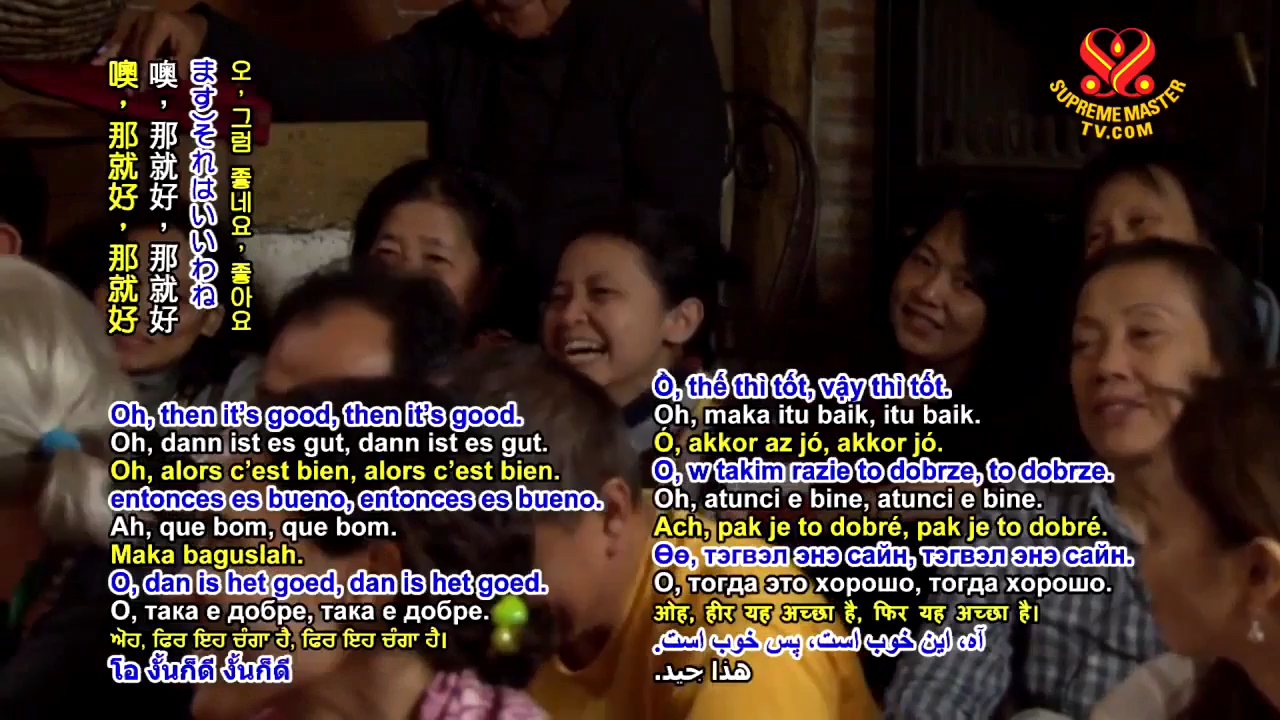 噢，那就好，那就好
噢，那就好，那就好
ます)それはいいわね
오, 그럼 좋네요, 좋아요
SUPREME MASTER
TV.COM
Oh, then it's good, then it's good.
Oh, dann ist es gut, dann ist es gut.
Oh, alors c'est bien, alors c'est bien.
entonces es bueno, entonces es bueno.
Ah, que bom, que bom.
Maka baguslah.
O, dan is het goed, dan is het goed.
О, така е добре, така е добре.
ਅੋਹ, ਫਿਰ ਇਹ ਚੰਗਾ ਹੈ, ਫਿਰ ਇਹ ਚੰਗਾ ਹੈ।
โอ งั้นก็ดี งั้นก็ดี
Ồ, thế thì tốt, vậy thì tốt.
Oh, maka itu baik, itu baik.
Ó, akkor az jó, akkor jó.
O, w takim razie to dobrze, to dobrze.
Oh, atunci e bine, atunci e bine.
Ach, pak je to dobré, pak je to dobré.
Өө, тэгвэл энэ сайн, тэгвэл энэ сайн.
О, тогда это хорошо, тогда хорошо.
ओह, हीर यह अच्छा है, फिर यह अच्छा है।
آه، این خوب است، پس خوب است.
هذا جيد.